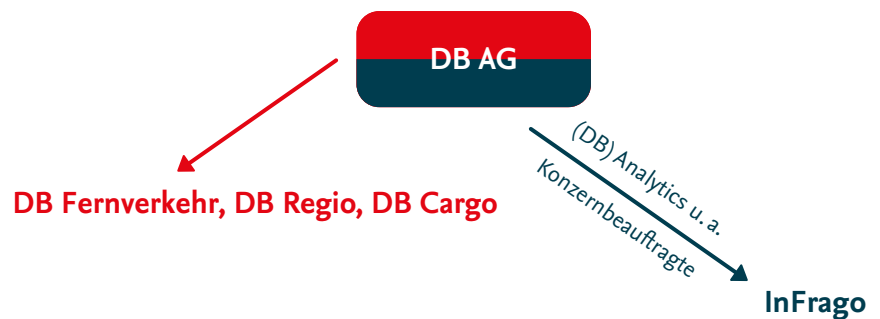 DB AG
(DB) Analytics u. a.
Konzernbeauftragte
DB Fernverkehr, DB Regio, DB Cargo
InFrago